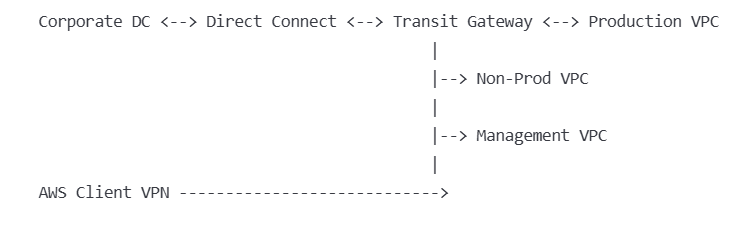 Corporate DC <--> Direct Connect <--> Transit Gateway <--> Production VPC
|
|--> Non-Prod VPC
|
|--> Management VPC
|
AWS Client VPN ---------------------------->